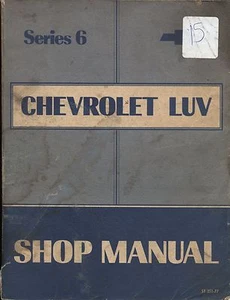 Series 6
15
CHEVROLET LUV
SHOP MANUAL